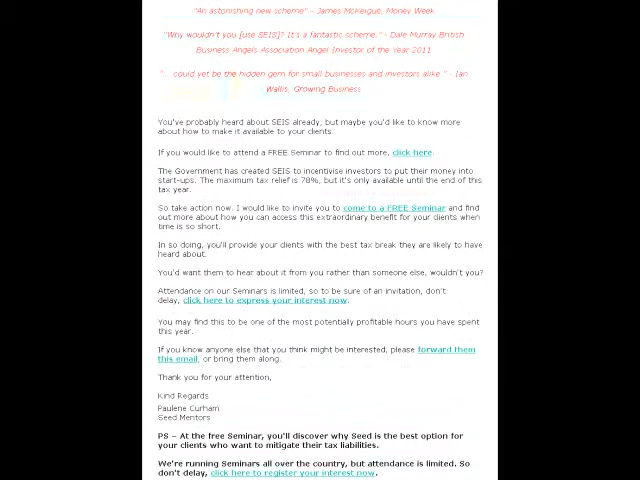 "An astonishing new scheme" - James McKeigue, Money Week
"Why wouldn't you [use SEIS]? It's a fantastic scheme." - Dale Murray British
Business Angels Association Angel Investor of the Year 2011
"... could yet be the hidden gem for small businesses and investors alike." - Ian
Wallis, Growing Business
You've probably heard about SEIS already, but maybe you'd like to know more
about how to make it available to your clients.
If you would like to attend a FREE Seminar to find out more, click here.
The Government has created SEIS to incentivise investors to put their money into
start-ups. The maximum tax relief is 78%, but it's only available until the end of this
tax year.
So take action now. I would like to invite you to come to a FREE Seminar and find
out more about how you can access this extraordinary benefit for your clients when
time is so short.
In so doing, you'll provide your clients with the best tax break they are likely to have
heard about.
You'd want them to hear about it from you rather than someone else, wouldn't you?
Attendance on our Seminars is limited, so to be sure of an invitation, don't
delay, click here to express your interest now.
You may find this to be one of the most potentially profitable hours you have spent
this year.
If you know anyone else that you think might be interested, please forward them
this email, or bring them along.
Thank you for your attention,
Kind Regards
Paulene Curham
Seed Mentors
PS – At the free Seminar, you'll discover why Seed is the best option for
your clients who want to mitigate their tax liabilities.
We're running Seminars all over the country, but attendance is limited. So
don't delay, click here to register your interest now.